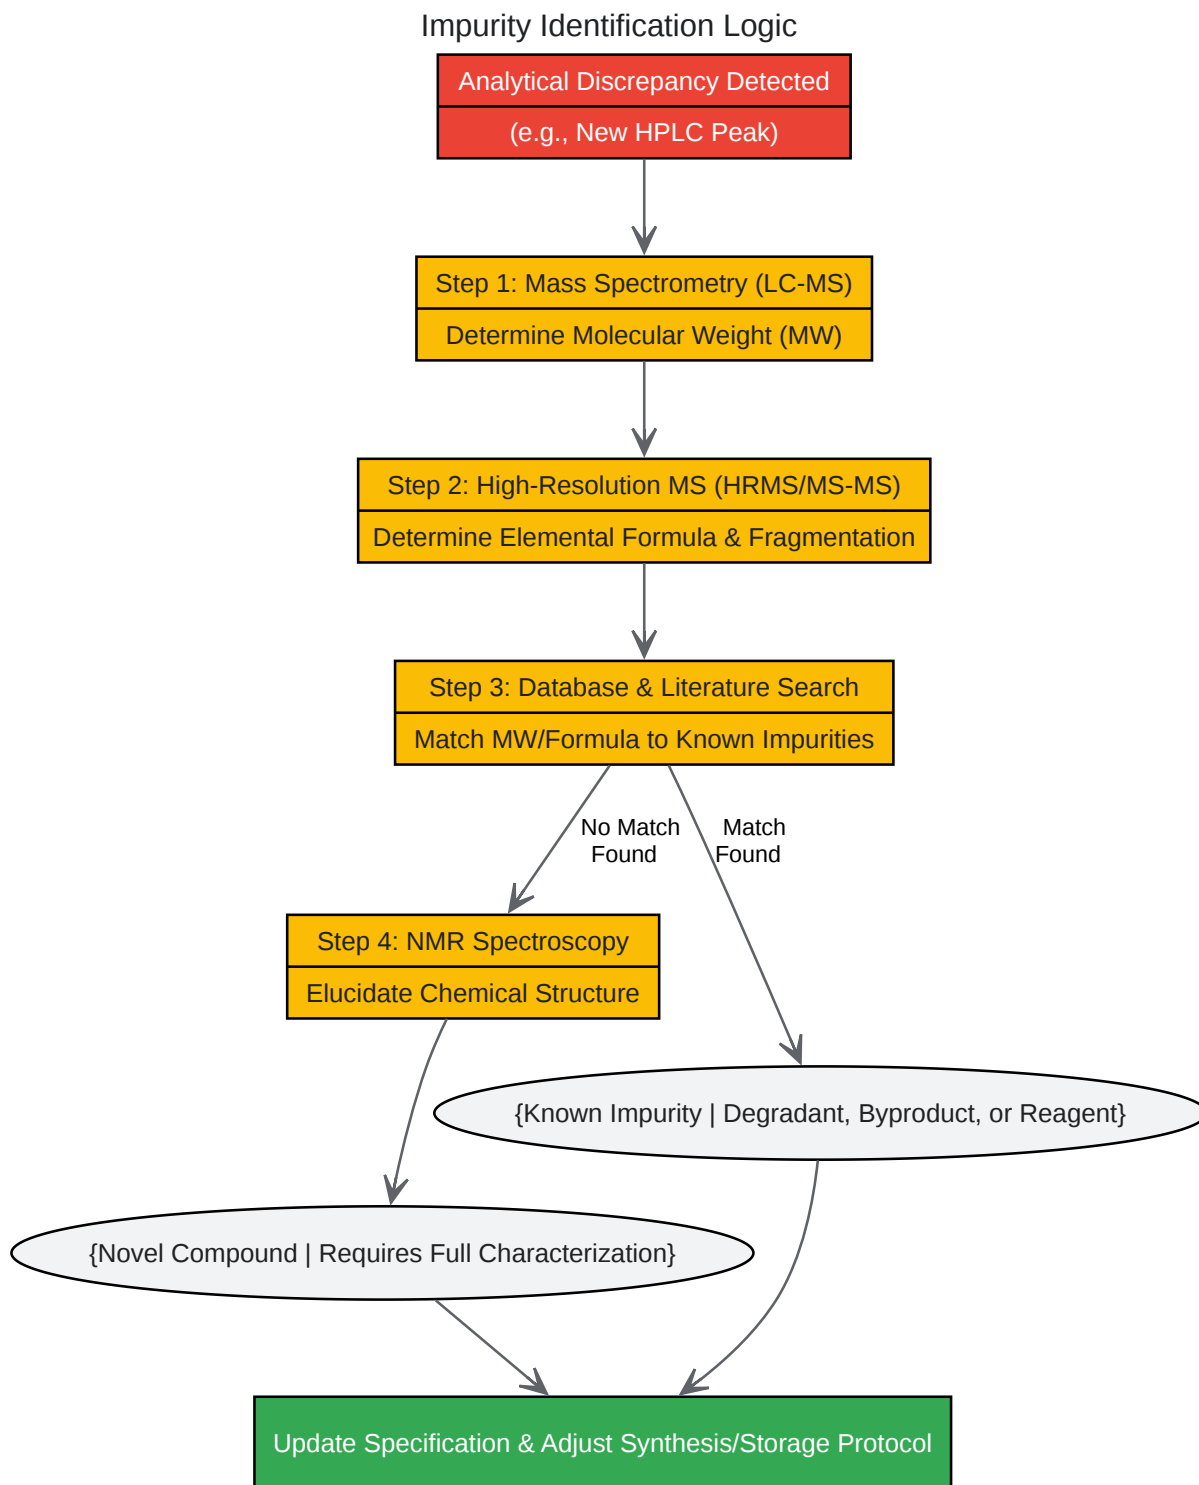 Impurity Identification Logic
Analytical Discrepancy Detected
(e.g., New HPLC Peak)
Step 1: Mass Spectrometry (LC-MS)
Determine Molecular Weight (MW)
Step 2: High-Resolution MS (HRMS/MS-MS)
Determine Elemental Formula & Fragmentation
Step 3: Database & Literature Search
Match MW/Formula to Known Impurities
No Match
Found
Match
Found
Step 4: NMR Spectroscopy
Elucidate Chemical Structure
{Known Impurity | Degradant, Byproduct, or Reagent}
{Novel Compound | Requires Full Characterization}
Update Specification & Adjust Synthesis/Storage Protocol